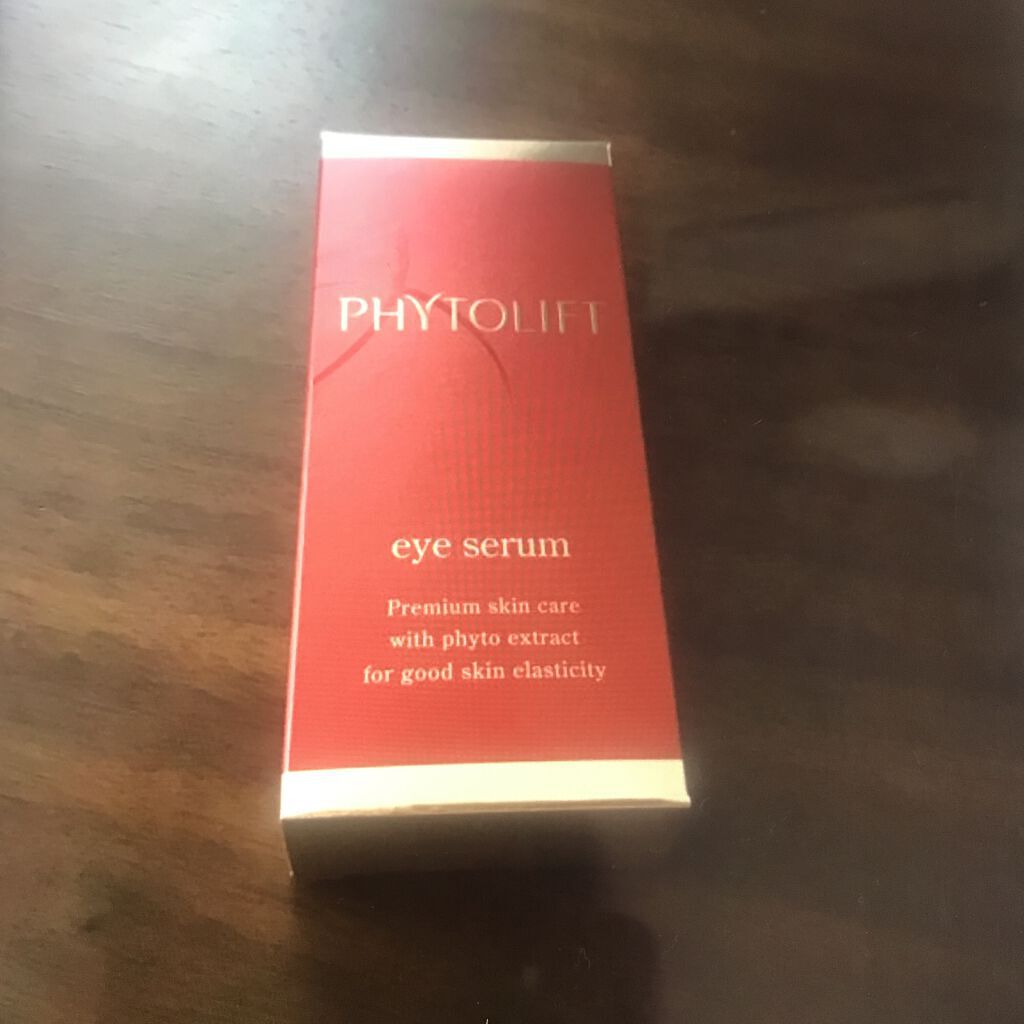 PHYTOLIFT
eye serum
Premium skin care
with phyto extract
for good skin elasticity